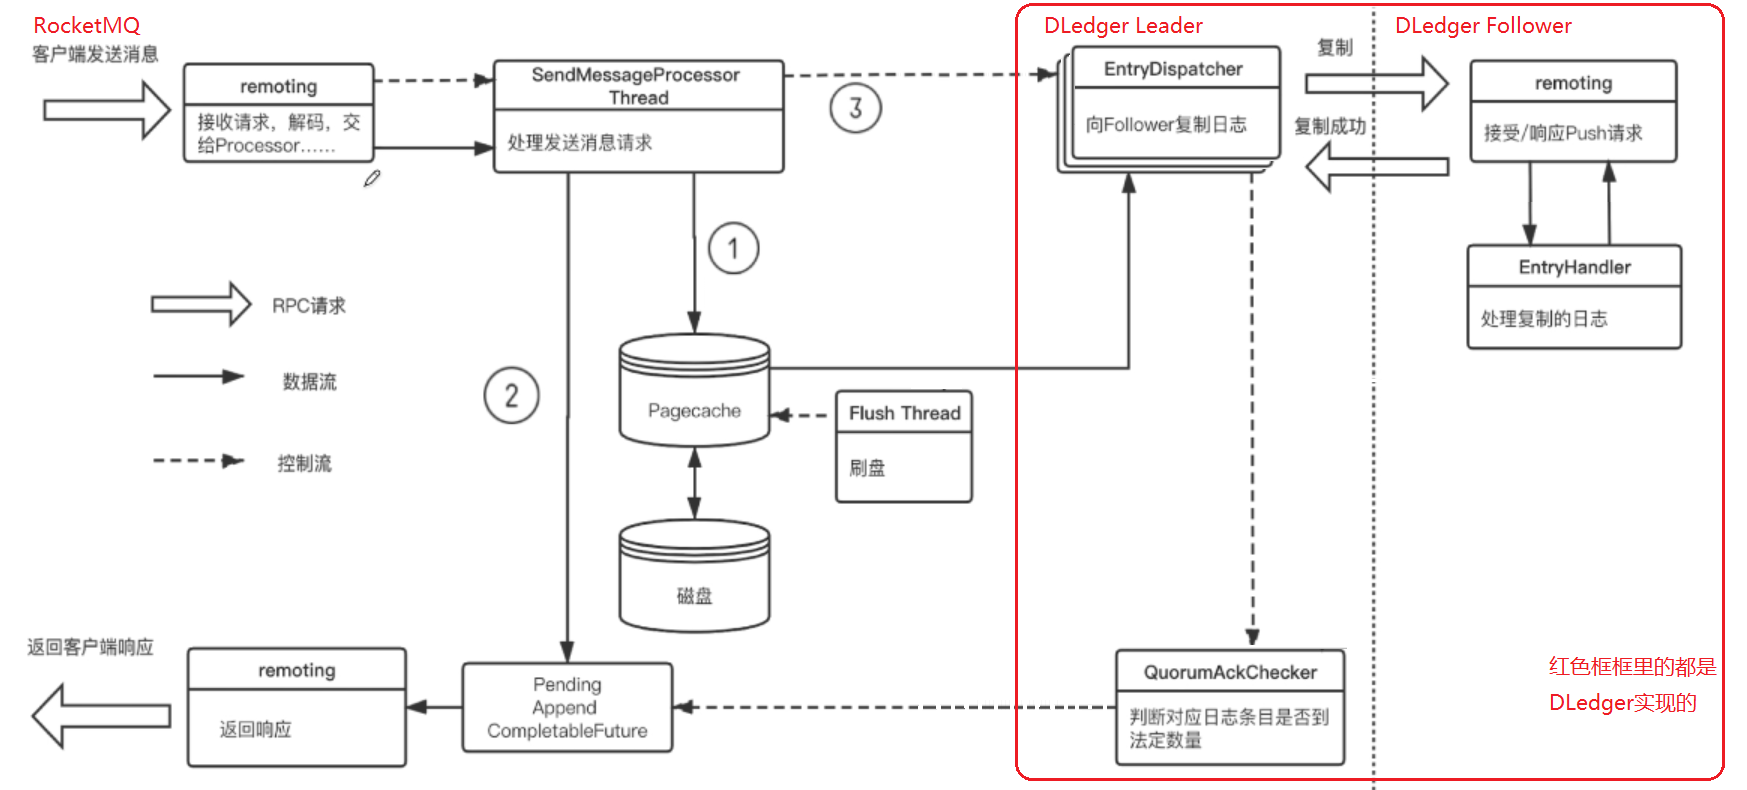 RocketMQ
客户端发送消息
remoting
接收请求，解码，交
给Processor......
SendMessageProcessor
Thread
处理发送消息请求
3
DLedger Leader
EntryDispatcher
向Follower复制日志
复制
复制成功
DLedger Follower
remoting
接受/响应Push请求
EntryHandler
处理复制的日志
1
RPC请求
数据流
控制流
2
Pagecache
Flush Thread
刷盘
磁盘
返回客户端响应
remoting
返回响应
Pending
Append
CompletableFuture
QuorumAckChecker
判断对应日志条目是否到
法定数量
红色框框里的都是
DLedger实现的